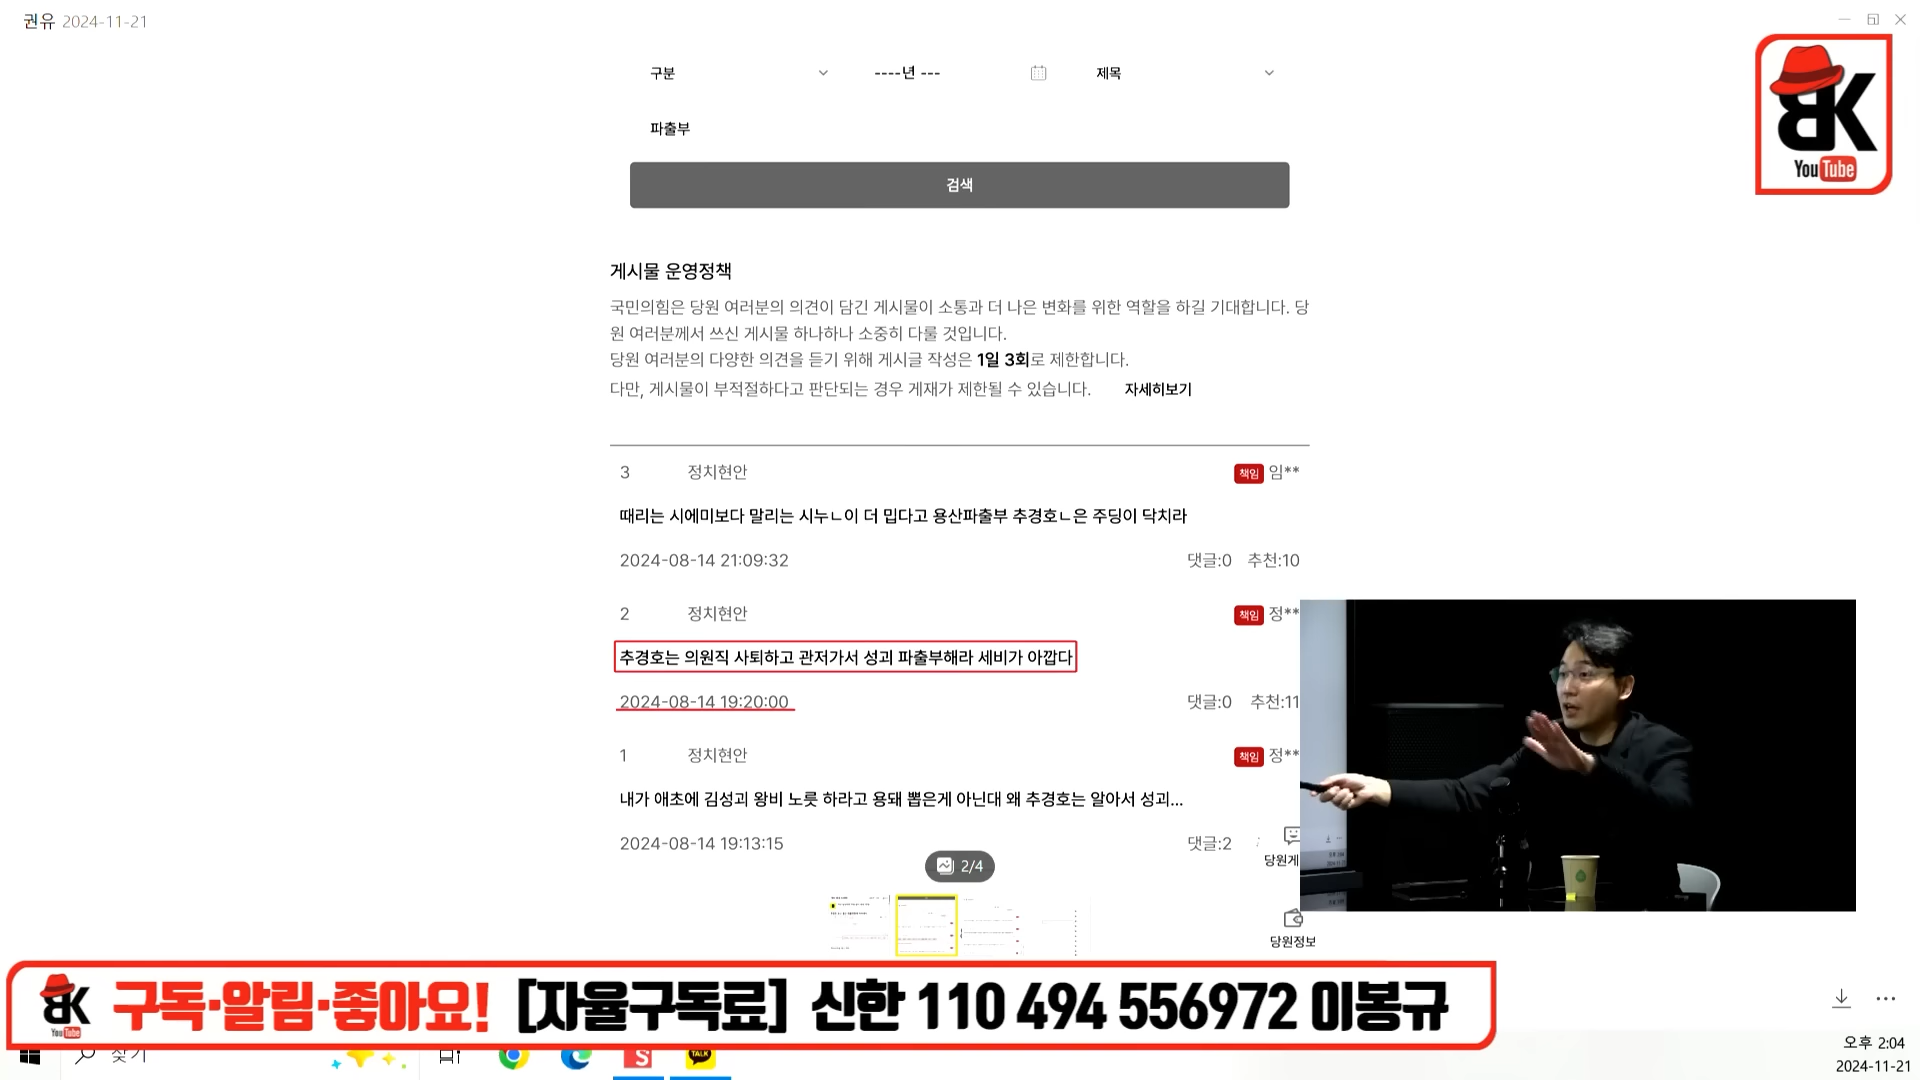 권유 2024-11-21
구분
----년 ---
제목
파출부
검색
BK
YouTube
게시물 운영정책
국민의힘은 당원 여러분의 의견이 담긴 게시물이 소통과 더 나은 변화를 위한 역할을 하길 기대합니다. 당
원 여러분께서 쓰신 게시물 하나하나 소중히 다룰 것입니다.
당원 여러분의 다양한 의견을 듣기 위해 게시글 작성은 1일 3회로 제한합니다.
다만, 게시물이 부적절하다고 판단되는 경우 게재가 제한될 수 있습니다. 자세히보기
3 정치현안 책임 임**
때리는 시에미보다 말리는 시누ㄴ이 더 밉다고 용산파출부 추경호ㄴ은 주딩이 닥치라
2024-08-14 21:09:32 댓글:0 추천:10
2 정치현안 책임 정**
추경호는 의원직 사퇴하고 관저가서 성괴 파출부해라 세비가 아깝다
2024-08-14 19:20:00 댓글:0 추천:11
1 정치현안 책임 정**
내가 애초에 김성괴 왕비 노릇 하라고 용돼 뽑은게 아닌대 왜 추경호는 알아서 성괴...
2024-08-14 19:13:15 댓글:2
당원게
2/4
당원정보
BK YouTube 구독·알림·좋아요! [자율구독료] 신한 110 494 556972 이봉규
찾기
S
TALK
오후 2:04
2024-11-21